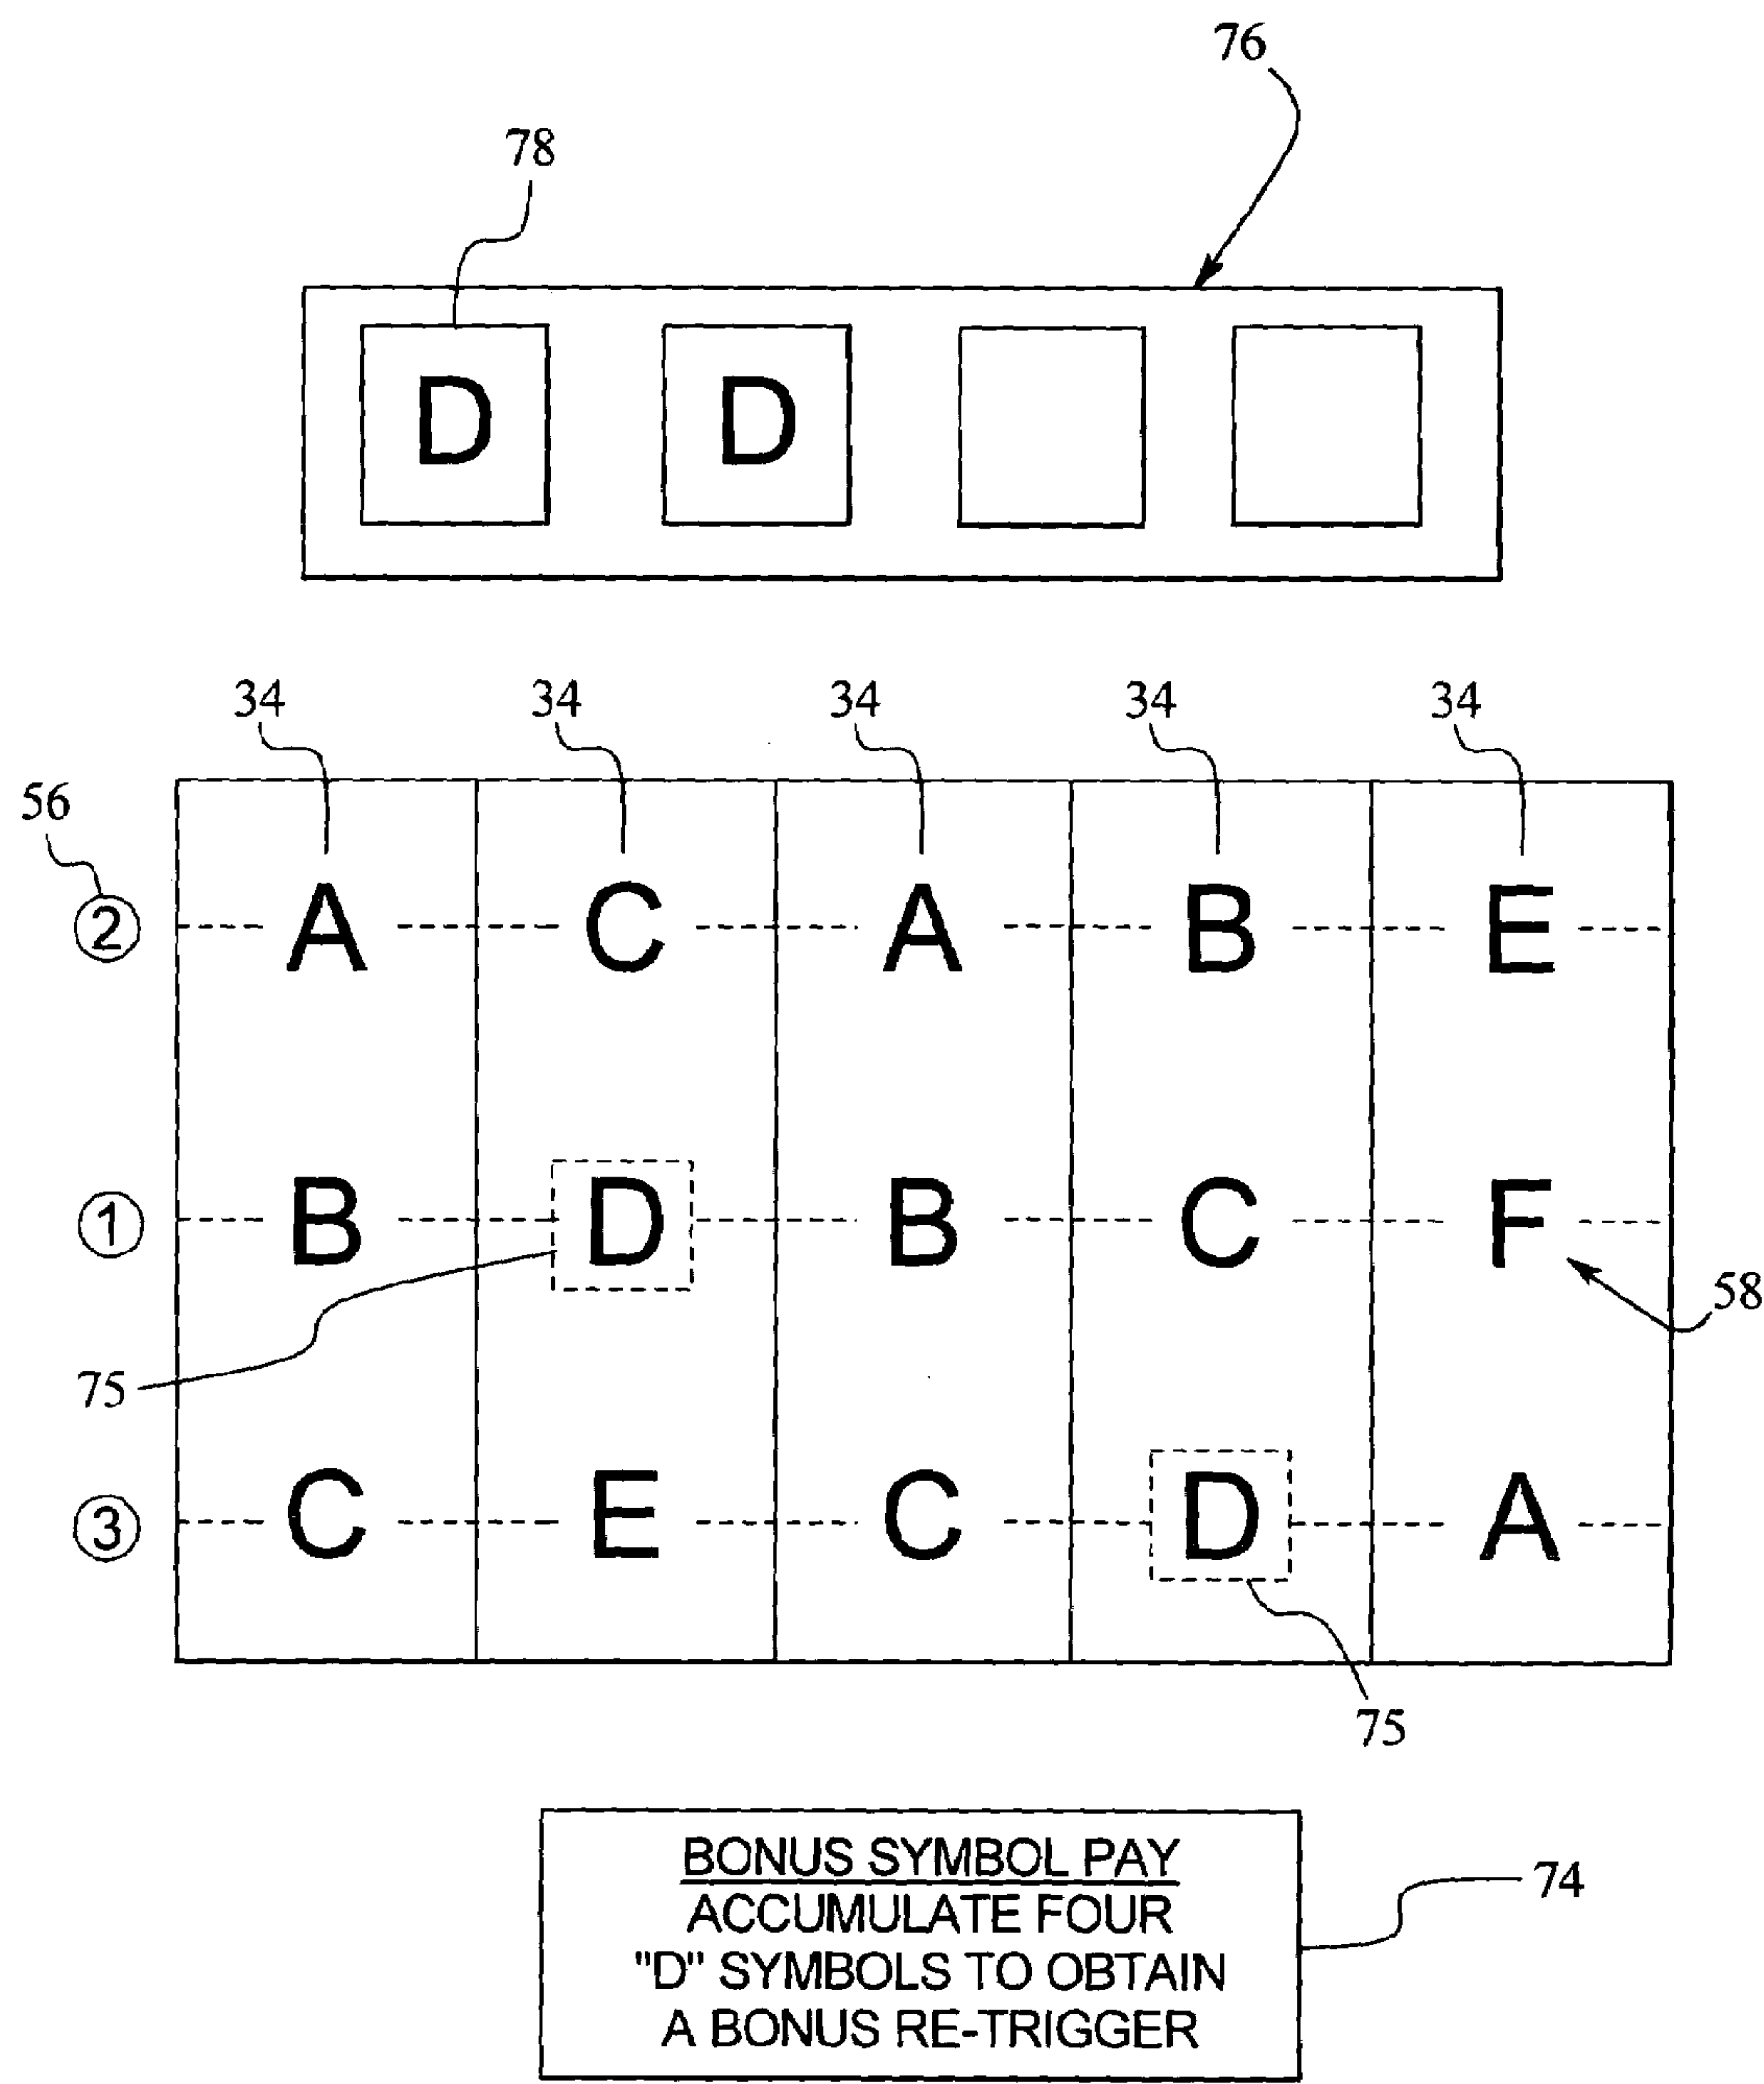 76
78
D D
34 34 34 34 34
56
② A C A B E
① B D B C F
58
75
③ C E C D A
75
BONUS SYMBOL PAY
ACCUMULATE FOUR
"D" SYMBOLS TO OBTAIN
A BONUS RE-TRIGGER
74